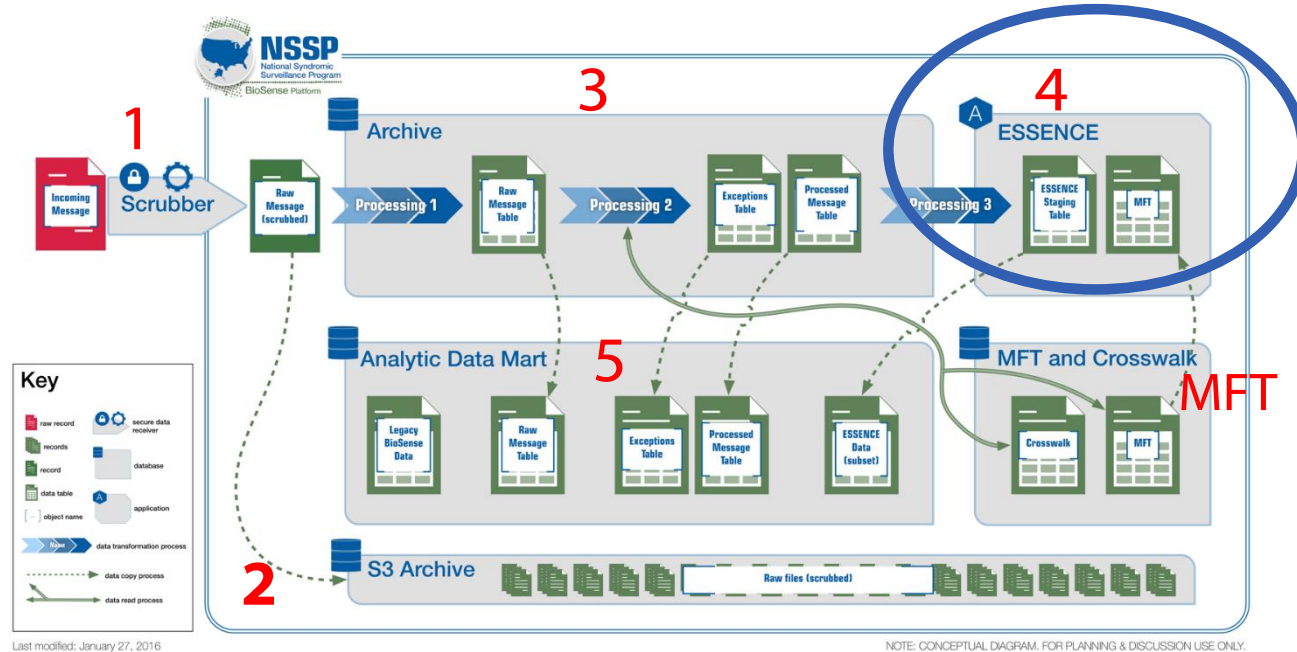 NSSP
National Syndromic
Surveillance Program
BioSense Platform
1
3
4
Archive
A
ESSENCE
Incoming
Message
Scrubber
Raw
Message
(scrubbed)
Processing 1
Raw
Message
Table
Processing 2
Exceptions
Table
Processed
Message
Table
Processing 3
ESSENCE
Staging
Table
MFT
Analytic Data Mart
5
MFT and Crosswalk
MFT
Legacy
BioSense
Data
Raw
Message
Table
Exceptions
Table
Processed
Message
Table
ESSENCE
Data
(subset)
Crosswalk
MFT
2
S3 Archive
Raw files (scrubbed)
Key
raw record
records
record
data table
[ - ] object name
secure data
receiver
database
A
application
Name
data transformation process
data copy process
data read process
Last modified: January 27, 2016
NOTE: CONCEPTUAL DIAGRAM. FOR PLANNING & DISCUSSION USE ONLY.